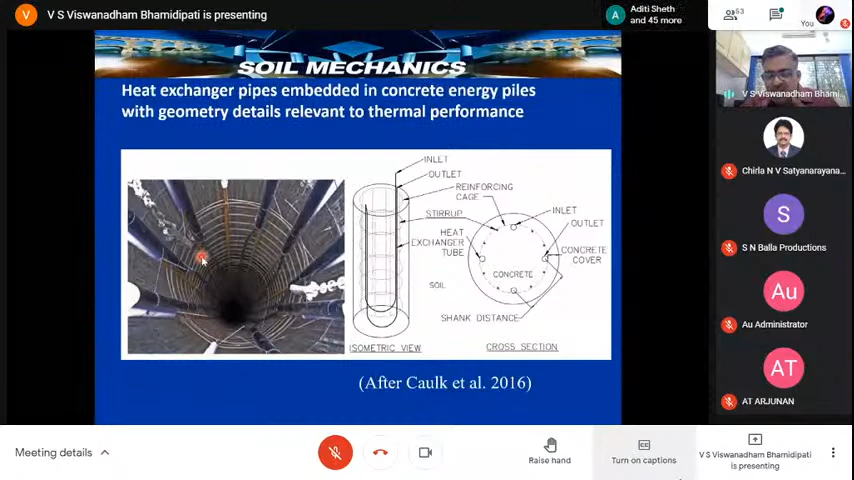 V
V S Viswanadham Bhamidipati is presenting
A
Aditi Sheth
and 45 more
53
You
SOIL MECHANICS
Heat exchanger pipes embedded in concrete energy piles
with geometry details relevant to thermal performance
INLET
OUTLET
REINFORCING
CAGE
STIRRUP
HEAT
EXCHANGER
TUBE
SOIL
ISOMETRIC VIEW
INLET
OUTLET
CONCRETE
COVER
CONCRETE
SHANK DISTANCE
CROSS SECTION
(After Caulk et al. 2016)
V S Viswanadham Bhami...
Chirla N V Satyanarayana...
S
S N Balla Productions
Au
Au Administrator
AT
AT ARJUNAN
Meeting details
Raise hand
Turn on captions
V S Viswanadham Bhamidipati
is presenting